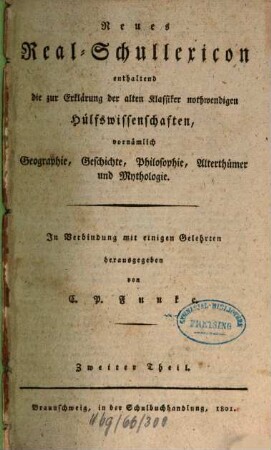 Neues
Real-Schullexicon
enthaltend
die zur Erklärung der alten Klassiker nothwendigen
Hülfswissenschaften,
vornämlich
Geographie, Geschichte, Philosophie, Alterthümer
und Mythologie.
In Verbindung mit einigen Gelehrten
herausgegeben
von
C. P. Funke.
Zweiter Theil.
Braunschweig, in der Schulbuchhandlung, 1801.